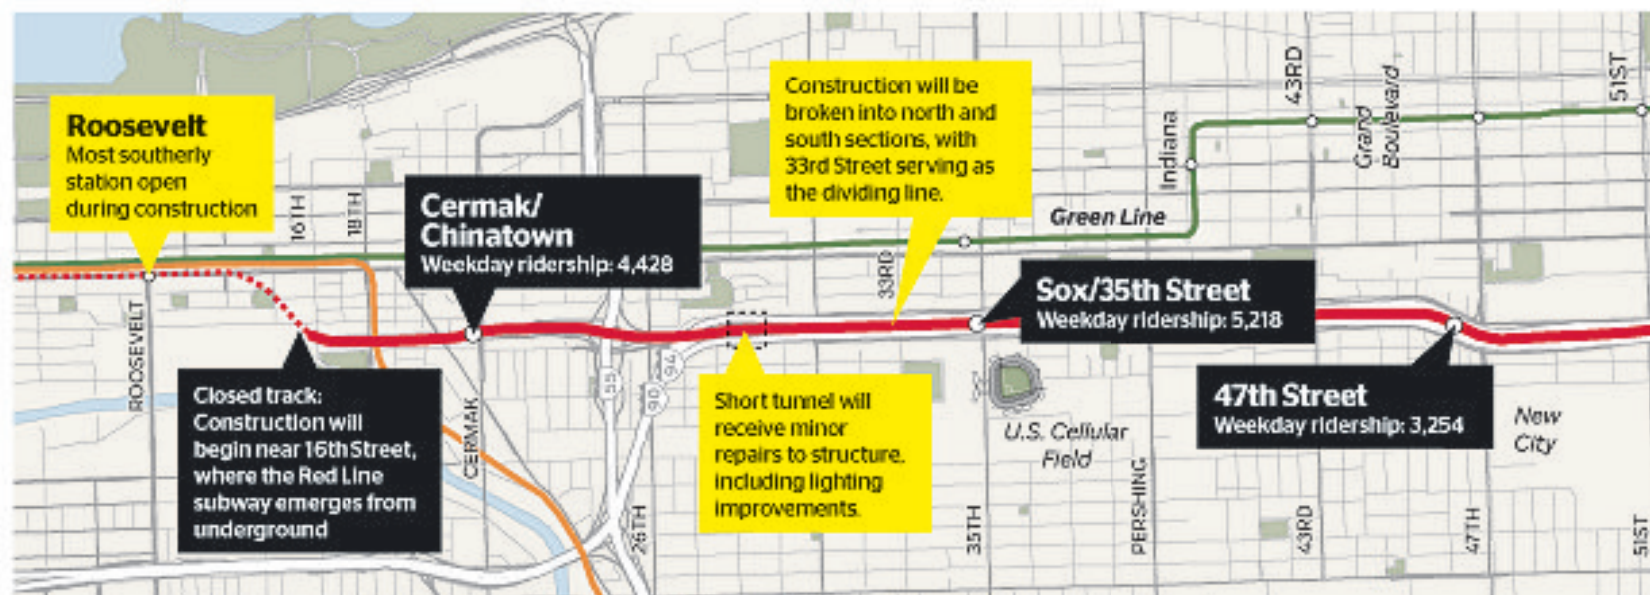 Roosevelt
Most southerly
station open
during construction
16TH
18TH
Cermak/
Chinatown
Weekday ridership: 4,428
Construction will be
broken into north and
south sections, with
33rd Street serving as
the dividing line.
Green Line
Indiana
43RD
Grand
Boulevard
51ST
33RD
Sox/35th Street
Weekday ridership: 5,218
47th Street
Weekday ridership: 3,254
New
City
ROOSEVELT
Closed track:
Construction will
begin near 16th Street,
where the Red Line
subway emerges from
underground
CERMAK
55
90
94
26TH
Short tunnel will
receive minor
repairs to structure,
including lighting
improvements.
U.S. Cellular
Field
35TH
PERSHING
43RD
47TH
51ST